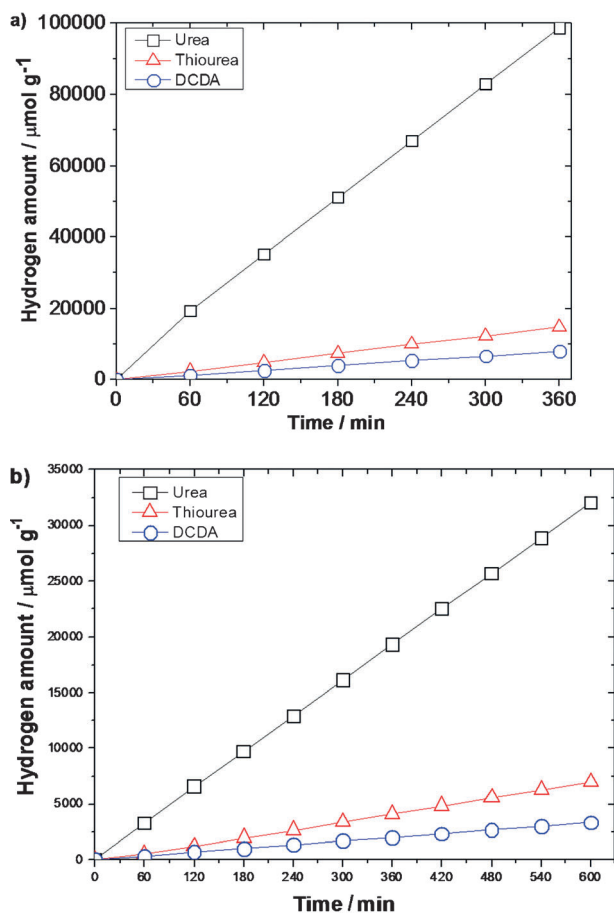 a)
100000
80000
60000
40000
20000
0
Hydrogen amount / μmol g⁻¹
Urea
Thiourea
DCDA
0 60 120 180 240 300 360
Time / min
b)
35000
30000
25000
20000
15000
10000
5000
0
Hydrogen amount / μmol g⁻¹
Urea
Thiourea
DCDA
0 60 120 180 240 300 360 420 480 540 600
Time / min